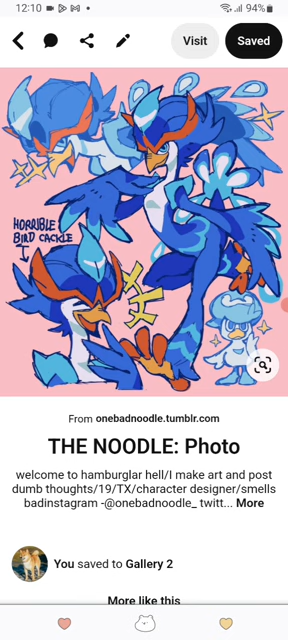 12:10
94%
Visit
Saved
HORRIBLE
BIRD CACKLE
From onebadnoodle.tumblr.com
THE NOODLE: Photo
welcome to hamburglar hell/I make art and post
dumb thoughts/19/TX/character designer/smells
badinstagram -@onebadnoodle_ twitt... More
You saved to Gallery 2
More like this